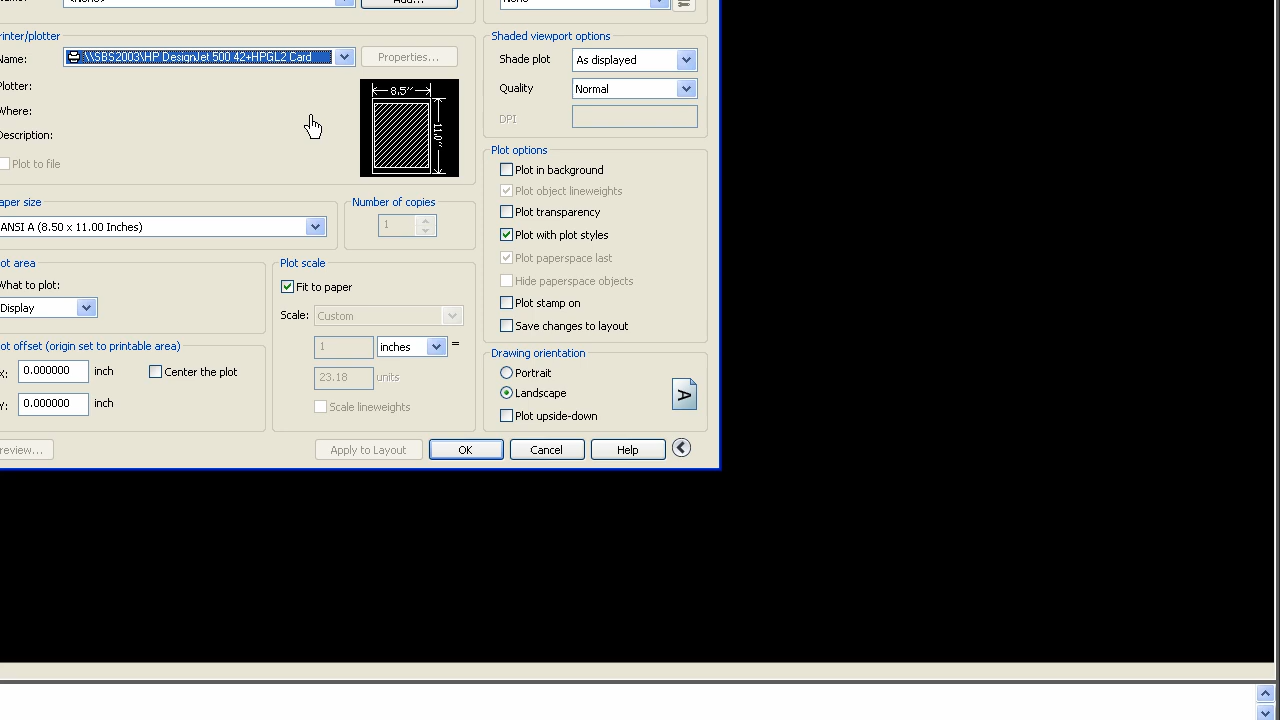 Add...
None
rinter/plotter
Name:
\\SBS2003\HP DesignJet 500 42+HPGL2 Card
Properties...
Plotter:
Where:
Description:
Plot to file
8.5''
11.0''
aper size
ANSI A (8.50 x 11.00 Inches)
Number of copies
1
ot area
What to plot:
Display
Plot scale
Fit to paper
Scale:
Custom
1
inches
=
23.18
units
Scale lineweights
ot offset (origin set to printable area)
X:
0.000000
inch
Center the plot
Y:
0.000000
inch
Shaded viewport options
Shade plot
As displayed
Quality
Normal
DPI
Plot options
Plot in background
Plot object lineweights
Plot transparency
Plot with plot styles
Plot paperspace last
Hide paperspace objects
Plot stamp on
Save changes to layout
Drawing orientation
Portrait
Landscape
Plot upside-down
A
review...
Apply to Layout
OK
Cancel
Help